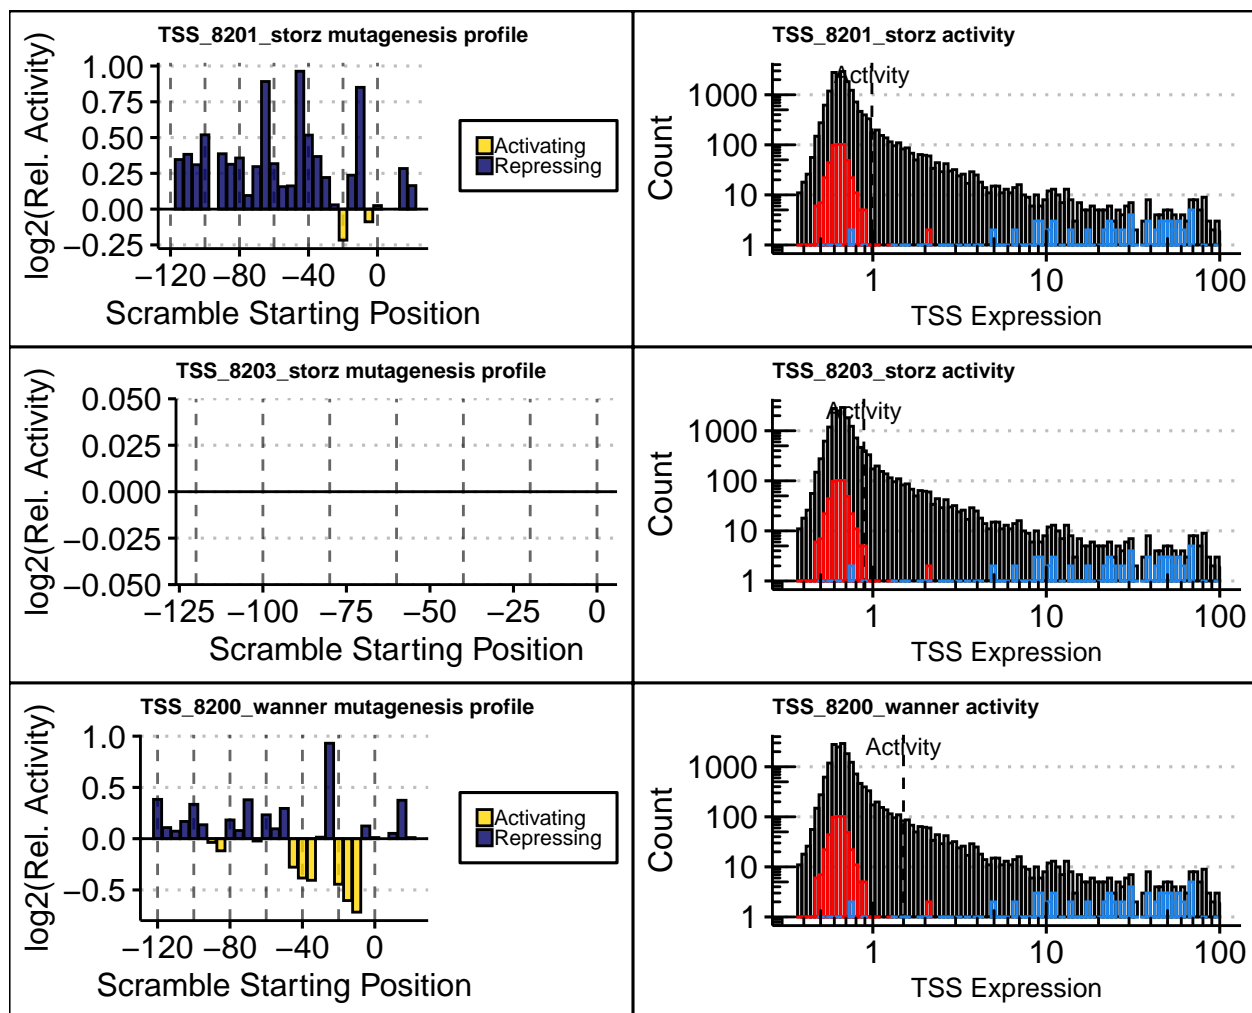 TSS_8201_storz mutagenesis profile
log2(Rel. Activity)
1.00
0.75
0.50
0.25
0.00
−0.25
−120 −80 −40 0
Scramble Starting Position
Activating
Repressing
TSS_8201_storz activity
Activity
Count
1000
100
10
1
1 10 100
TSS Expression
TSS_8203_storz mutagenesis profile
log2(Rel. Activity)
0.050
0.025
0.000
−0.025
−0.050
−125 −100 −75 −50 −25 0
Scramble Starting Position
TSS_8203_storz activity
Activity
Count
1000
100
10
1
1 10 100
TSS Expression
TSS_8200_wanner mutagenesis profile
log2(Rel. Activity)
1.0
0.5
0.0
−0.5
−120 −80 −40 0
Scramble Starting Position
Activating
Repressing
TSS_8200_wanner activity
Activity
Count
1000
100
10
1
1 10 100
TSS Expression